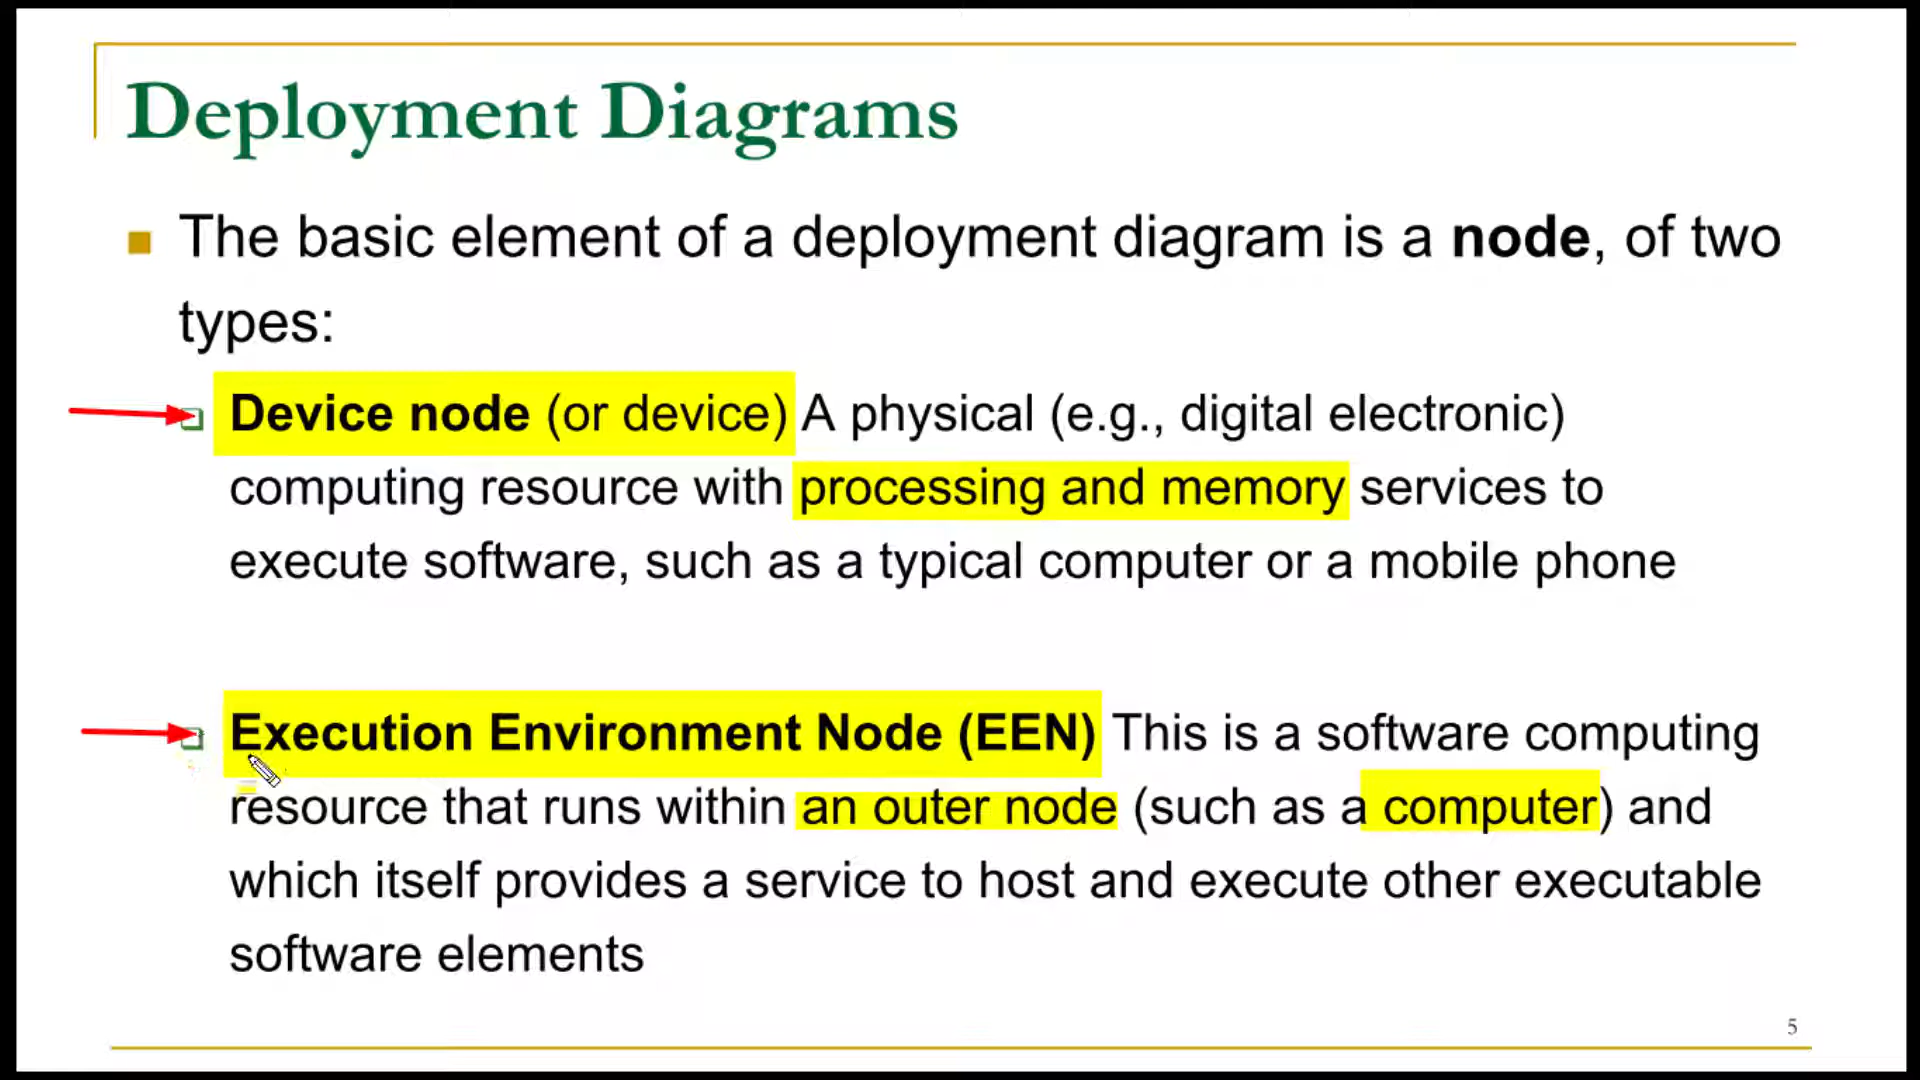 Deployment Diagrams
The basic element of a deployment diagram is a node, of two
types:
Device node (or device) A physical (e.g., digital electronic)
computing resource with processing and memory services to
execute software, such as a typical computer or a mobile phone
Execution Environment Node (EEN) This is a software computing
resource that runs within an outer node (such as a computer) and
which itself provides a service to host and execute other executable
software elements
5